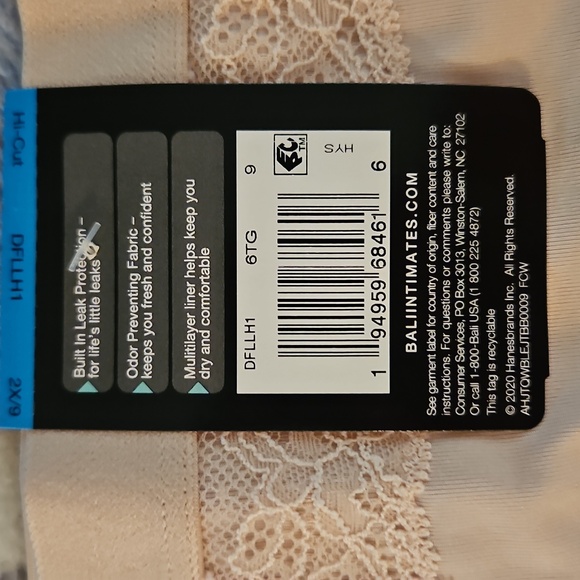 Hi-Cut DFLLH1 2X/9
Built In Leak Protection –
for life's little leaks
Odor Preventing Fabric –
keeps you fresh and confident
Multilayer liner helps keep you
dry and comfortable
DFLLH1 6TG 9
HYS
TM
1 94959 68461 6
BALIINTIMATES.COM
See garment label for country of origin, fiber content and care
instructions. For questions or comments please write to:
Consumer Services, PO Box 3013, Winston-Salem, NC 27102
Or call 1-800-Bali USA (1 800 225 4872)
This tag is recyclable
© 2020 Hanesbrands Inc. All Rights Reserved.
AHJTQWBLEJTBB0009 FCW